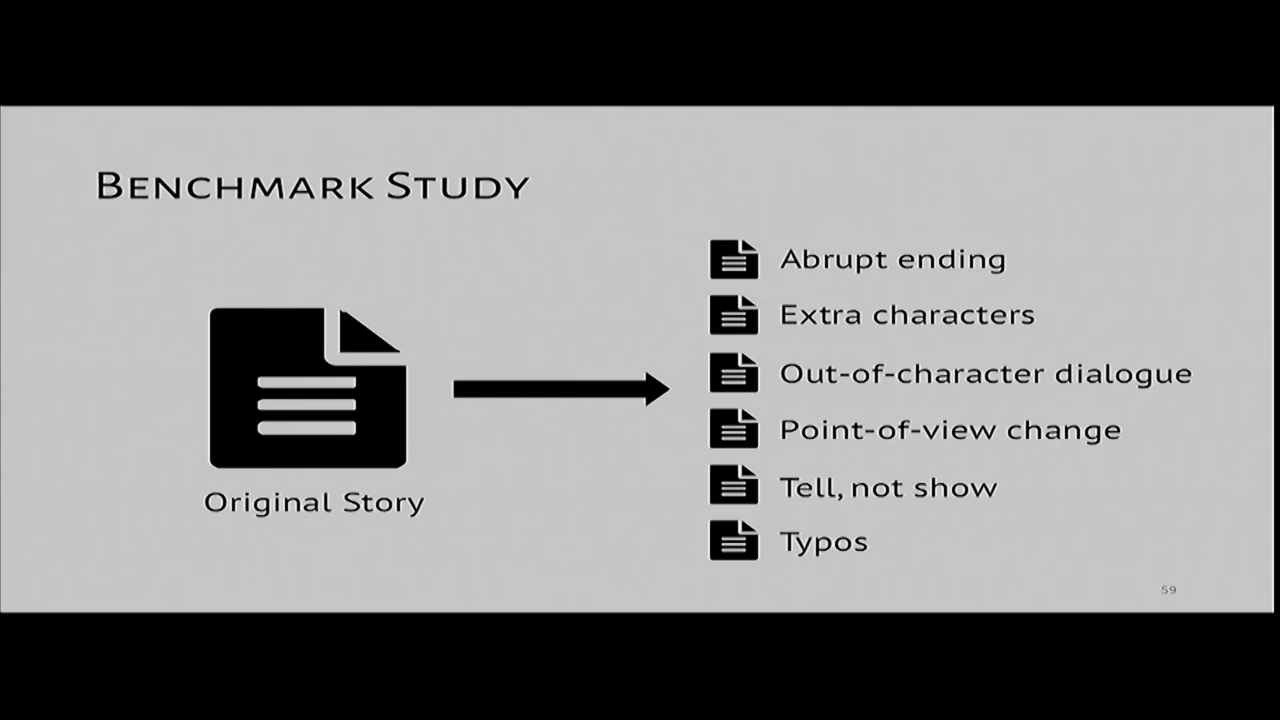 Benchmark Study
Abrupt ending
Extra characters
Out-of-character dialogue
Point-of-view change
Tell, not show
Typos
Original Story
59